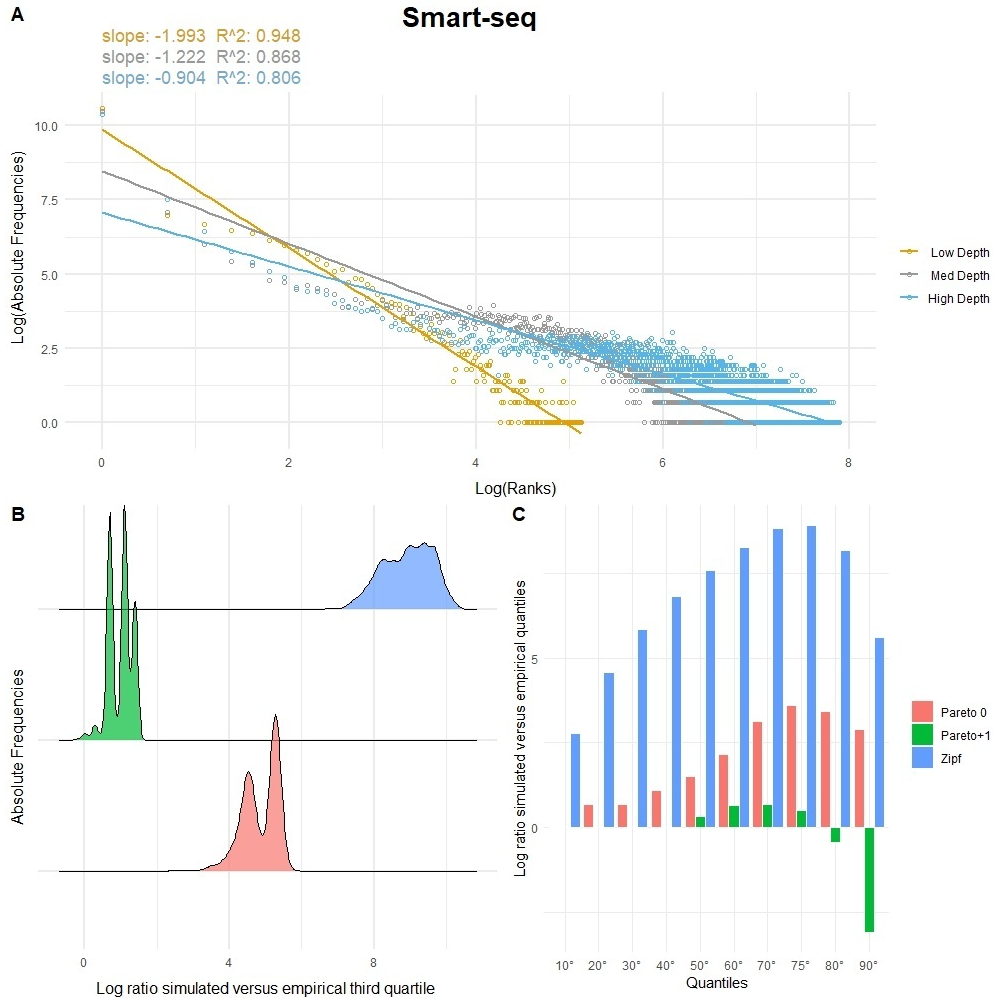 A
Smart-seq
slope: -1.993 R^2: 0.948
slope: -1.222 R^2: 0.868
slope: -0.904 R^2: 0.806
10.0
7.5
5.0
2.5
0.0
Log(Absolute Frequencies)
0 2 4 6 8
Log(Ranks)
Low Depth
Med Depth
High Depth
B
Absolute Frequencies
0 4 8
Log ratio simulated versus empirical third quartile
C
Log ratio simulated versus empirical quantiles
5
0
10° 20° 30° 40° 50° 60° 70° 75° 80° 90°
Quantiles
Pareto 0
Pareto+1
Zipf